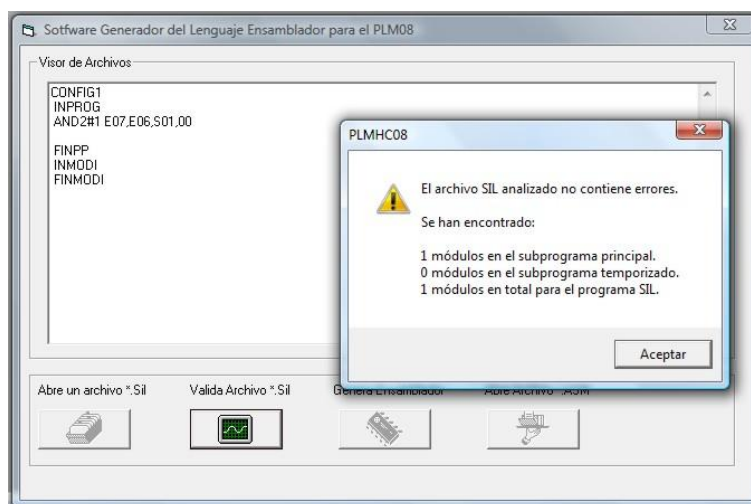 Sotfware Generador del Lenguaje Ensamblador para el PLM08
Visor de Archivos
CONFIG1
INPROG
AND2#1 E07,E06,S01,00
FINPP
INMODI
FINMODI
PLMHC08
El archivo SIL analizado no contiene errores.
Se han encontrado:
1 módulos en el subprograma principal.
0 módulos en el subprograma temporizado.
1 módulos en total para el programa SIL.
Aceptar
Abre un archivo *.Sil
Valida Archivo *.Sil
Genera Ensamblador
Abre Archivo *.ASM